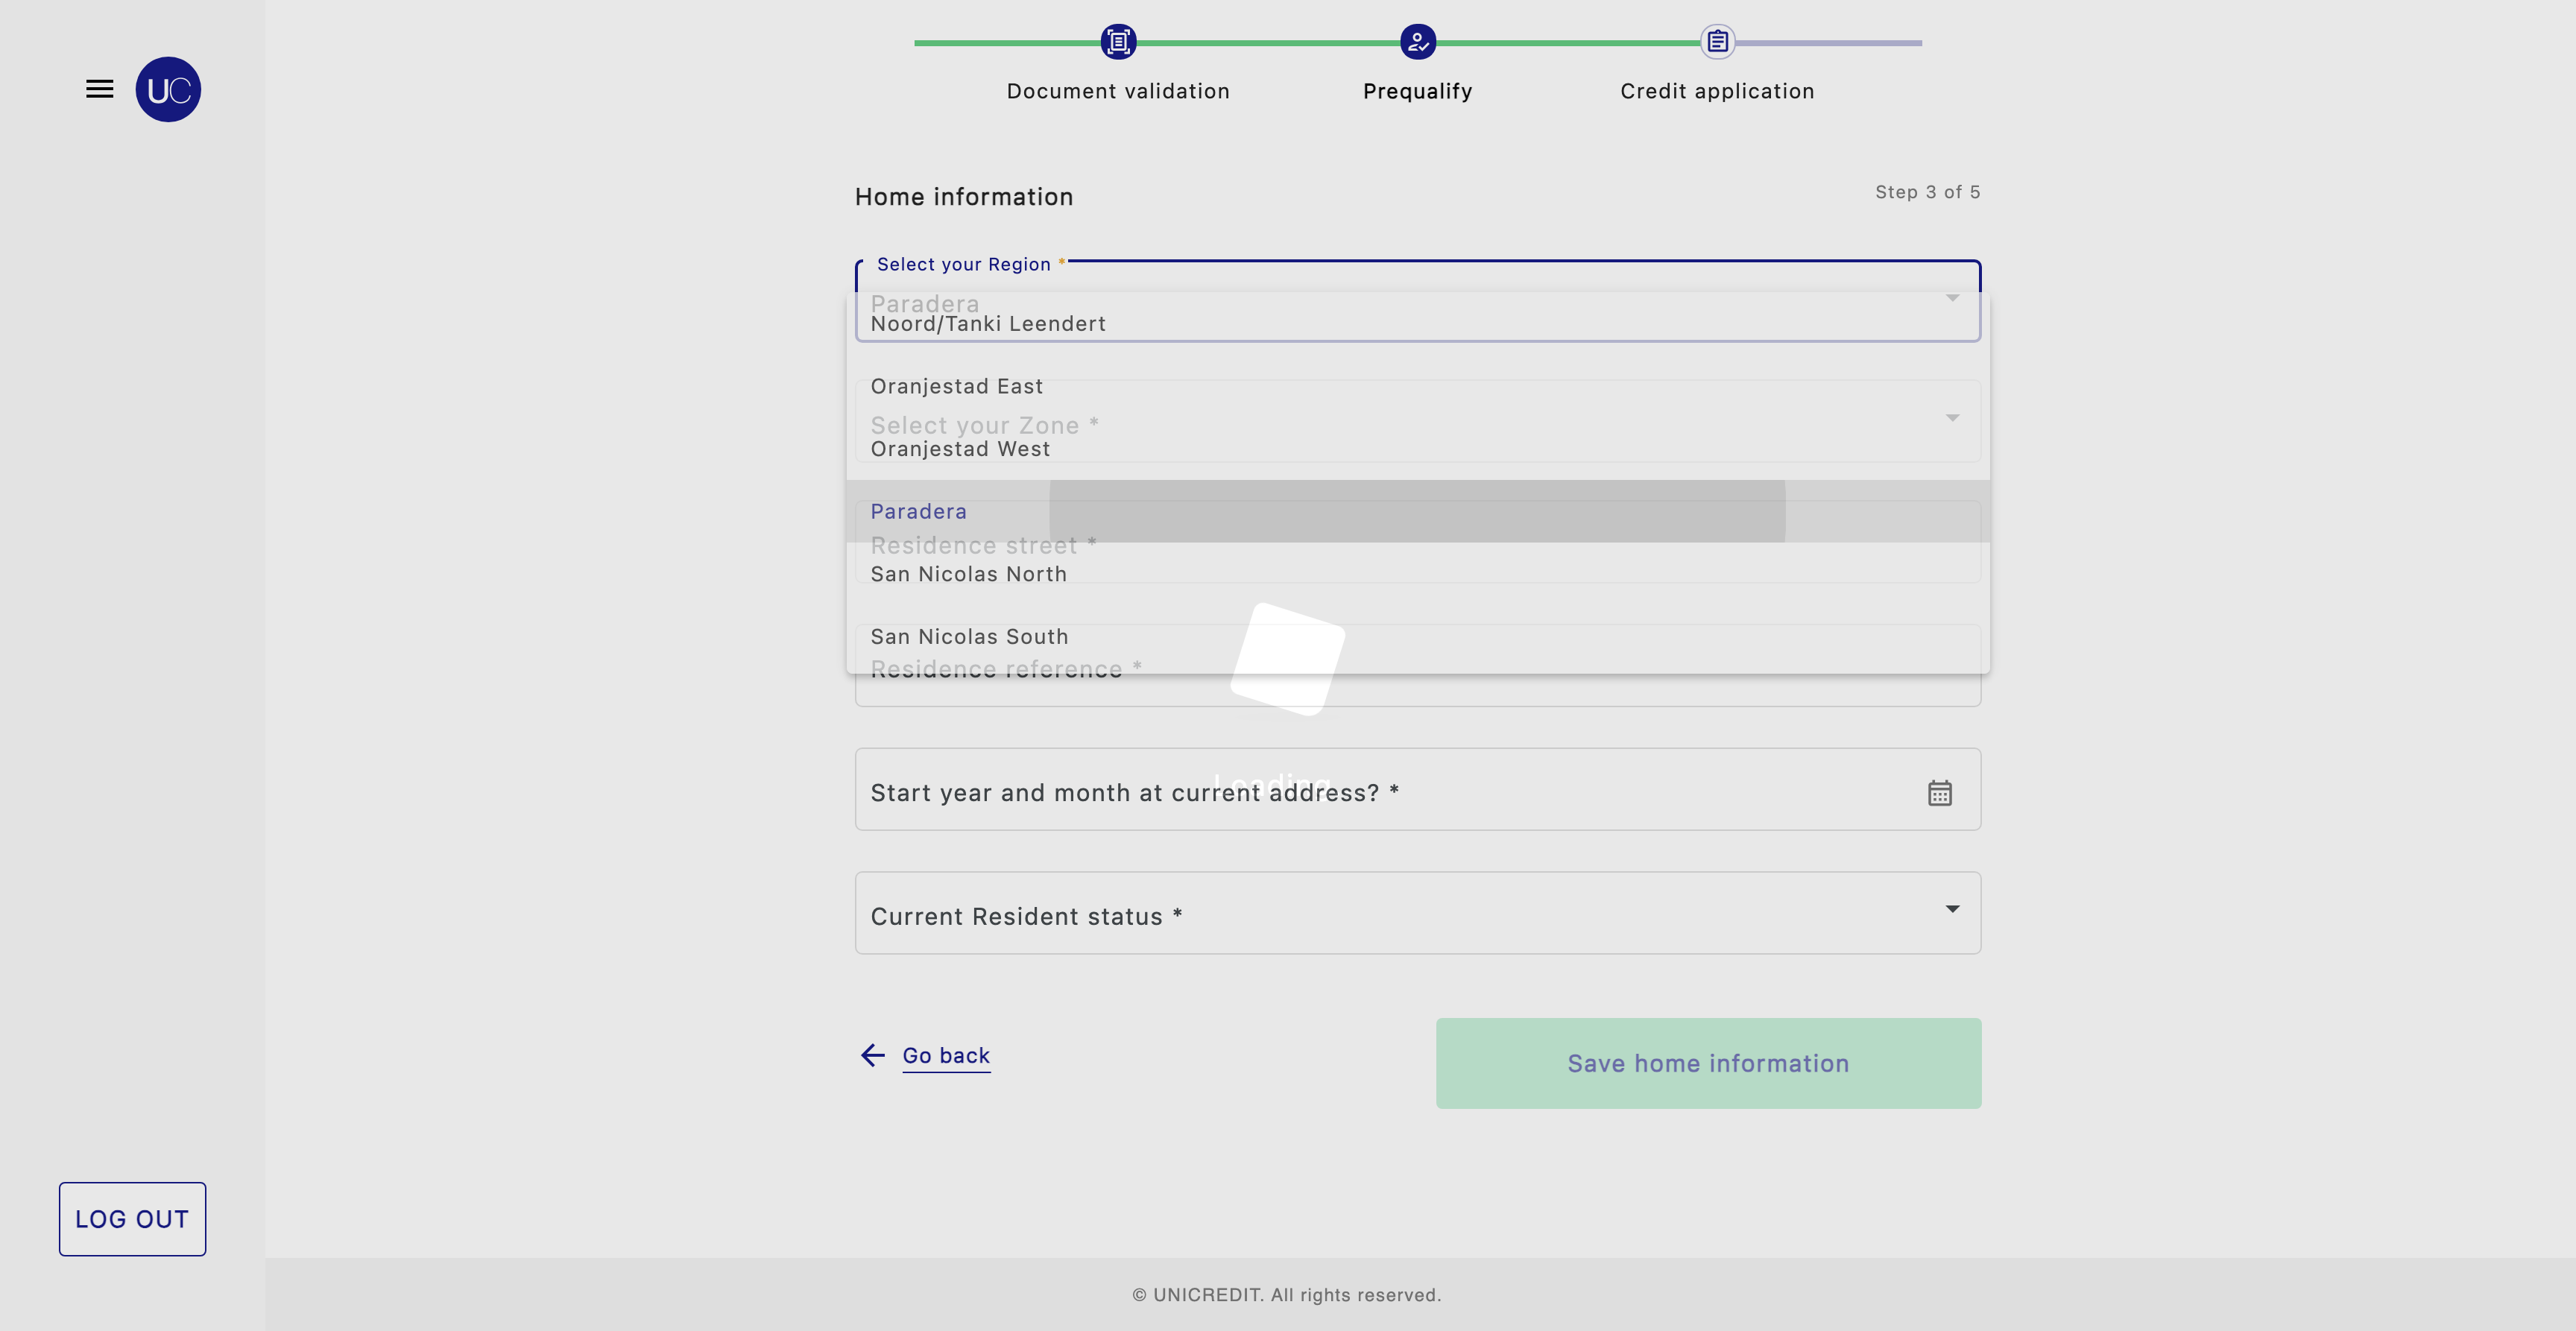 UC
Document validation
Prequalify
Credit application
Home information
Step 3 of 5
Select your Region *
Paradera
Noord/Tanki Leendert
Oranjestad East
Select your Zone *
Oranjestad West
Paradera
Residence street *
San Nicolas North
San Nicolas South
Residence reference *
Loading
Start year and month at current address? *
Current Resident status *
Go back
Save home information
LOG OUT
© UNICREDIT. All rights reserved.